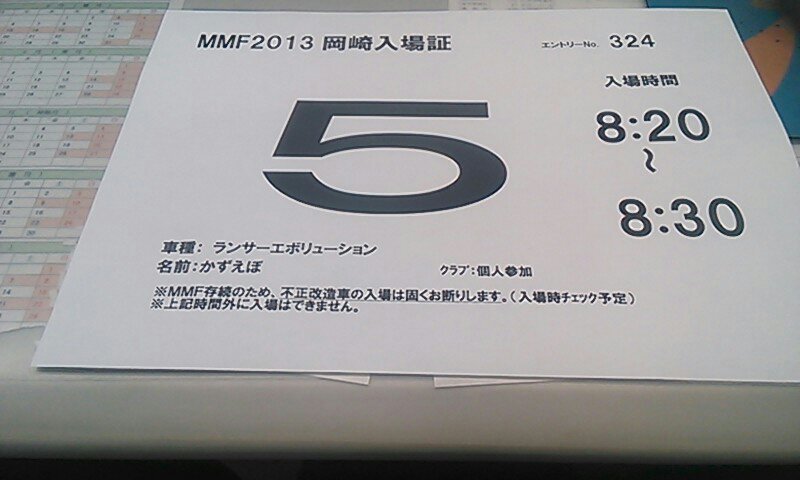 MMF2013 岡崎入場証
エントリーNo. 324
5
入場時間
8:20
～
8:30
車種： ランサーエボリューション
名前：かずえぼ
クラブ：個人参加
※MMF存続のため、不正改造車の入場は固くお断りします。（入場時チェック予定）
※上記時間外に入場はできません。